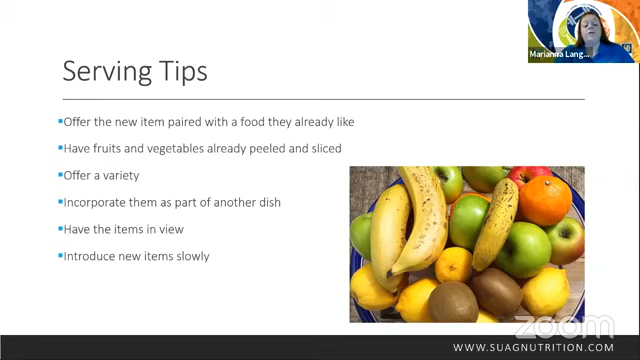 Marianna Lang...
Serving Tips
Offer the new item paired with a food they already like
Have fruits and vegetables already peeled and sliced
Offer a variety
Incorporate them as part of another dish
Have the items in view
Introduce new items slowly
zoom
WWW.SUAGNUTRITION.COM